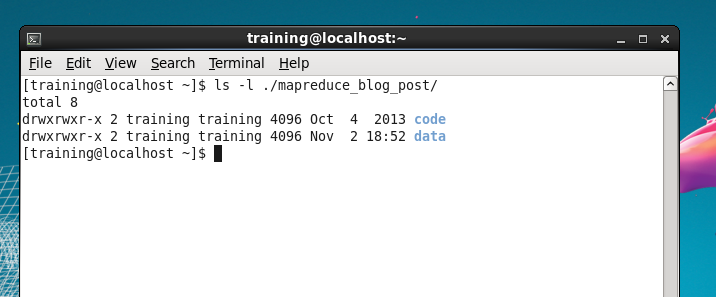 training@localhost:~
File Edit View Search Terminal Help
[training@localhost ~]$ ls -l ./mapreduce_blog_post/
total 8
drwxrwxr-x 2 training training 4096 Oct  4  2013 code
drwxrwxr-x 2 training training 4096 Nov  2 18:52 data
[training@localhost ~]$